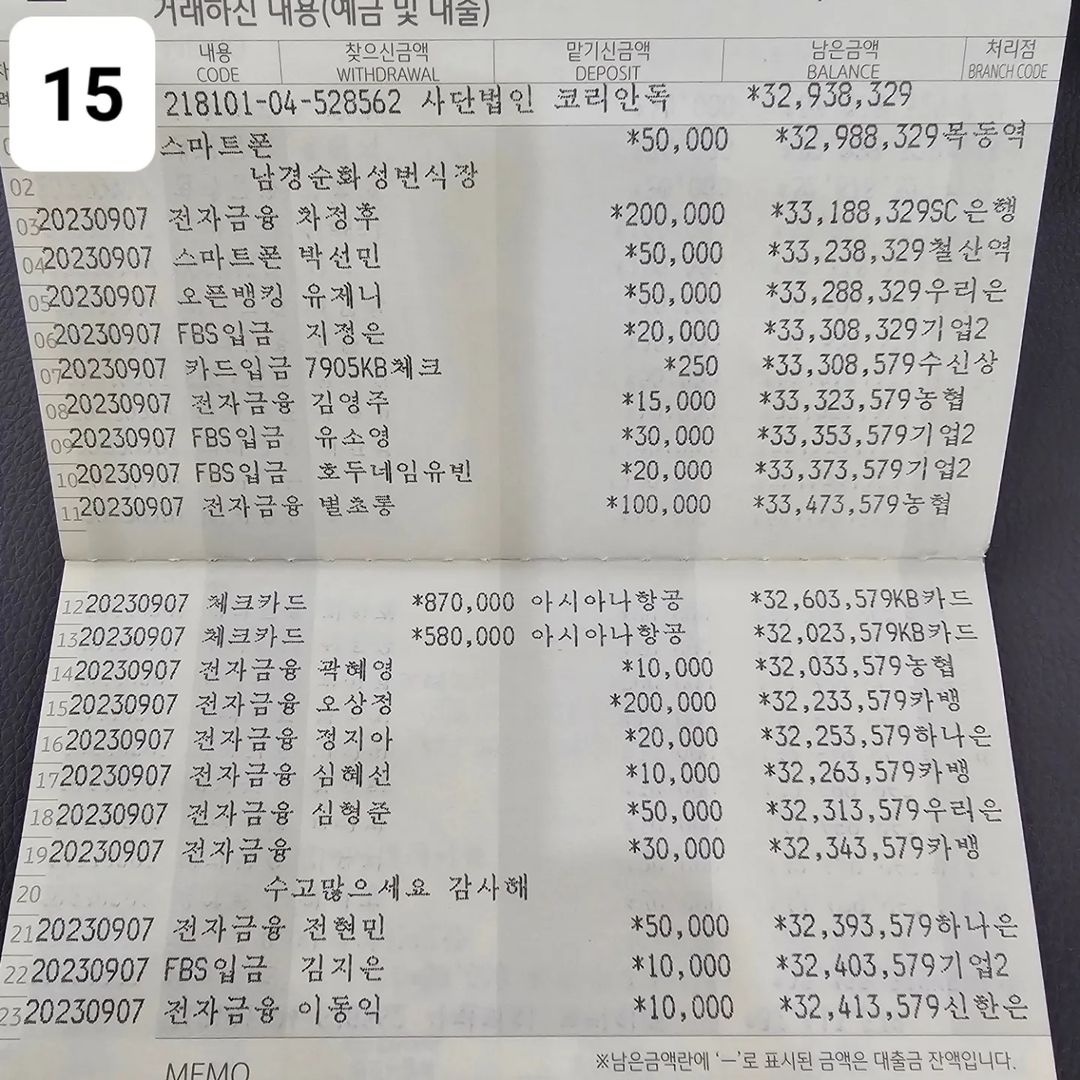 거래하신 내용(예금 및 대출)
15
내용 찾으신금액 맡기신금액 남은금액 처리점
CODE WITHDRAWAL DEPOSIT BALANCE BRANCH CODE
218101-04-528562 사단법인 코리안독 *32,938,329
스마트폰 *50,000 *32,988,329목동역
02 남경순화성번식장
03 20230907 전자금융 차정후 *200,000 *33,188,329SC은행
04 20230907 스마트폰 박선민 *50,000 *33,238,329철산역
05 20230907 오픈뱅킹 유제니 *50,000 *33,288,329우리은
06 20230907 FBS입금 지정은 *20,000 *33,308,329기업2
07 20230907 카드입금 7905KB체크 *250 *33,308,579수신상
08 20230907 전자금융 김영주 *15,000 *33,323,579농협
09 20230907 FBS입금 유소영 *30,000 *33,353,579기업2
10 20230907 FBS입금 호두네임유빈 *20,000 *33,373,579기업2
11 20230907 전자금융 별초롱 *100,000 *33,473,579농협
12 20230907 체크카드 *870,000 아시아나항공 *32,603,579KB카드
13 20230907 체크카드 *580,000 아시아나항공 *32,023,579KB카드
14 20230907 전자금융 곽혜영 *10,000 *32,033,579농협
15 20230907 전자금융 오상정 *200,000 *32,233,579카뱅
16 20230907 전자금융 정지아 *20,000 *32,253,579하나은
17 20230907 전자금융 심혜선 *10,000 *32,263,579카뱅
18 20230907 전자금융 심형준 *50,000 *32,313,579우리은
19 20230907 전자금융 *30,000 *32,343,579카뱅
20 수고많으세요 감사해
21 20230907 전자금융 전현민 *50,000 *32,393,579하나은
22 20230907 FBS입금 김지은 *10,000 *32,403,579기업2
23 20230907 전자금융 이동익 *10,000 *32,413,579신한은
※남은금액란에 '—'로 표시된 금액은 대출금 잔액입니다.
MEMO